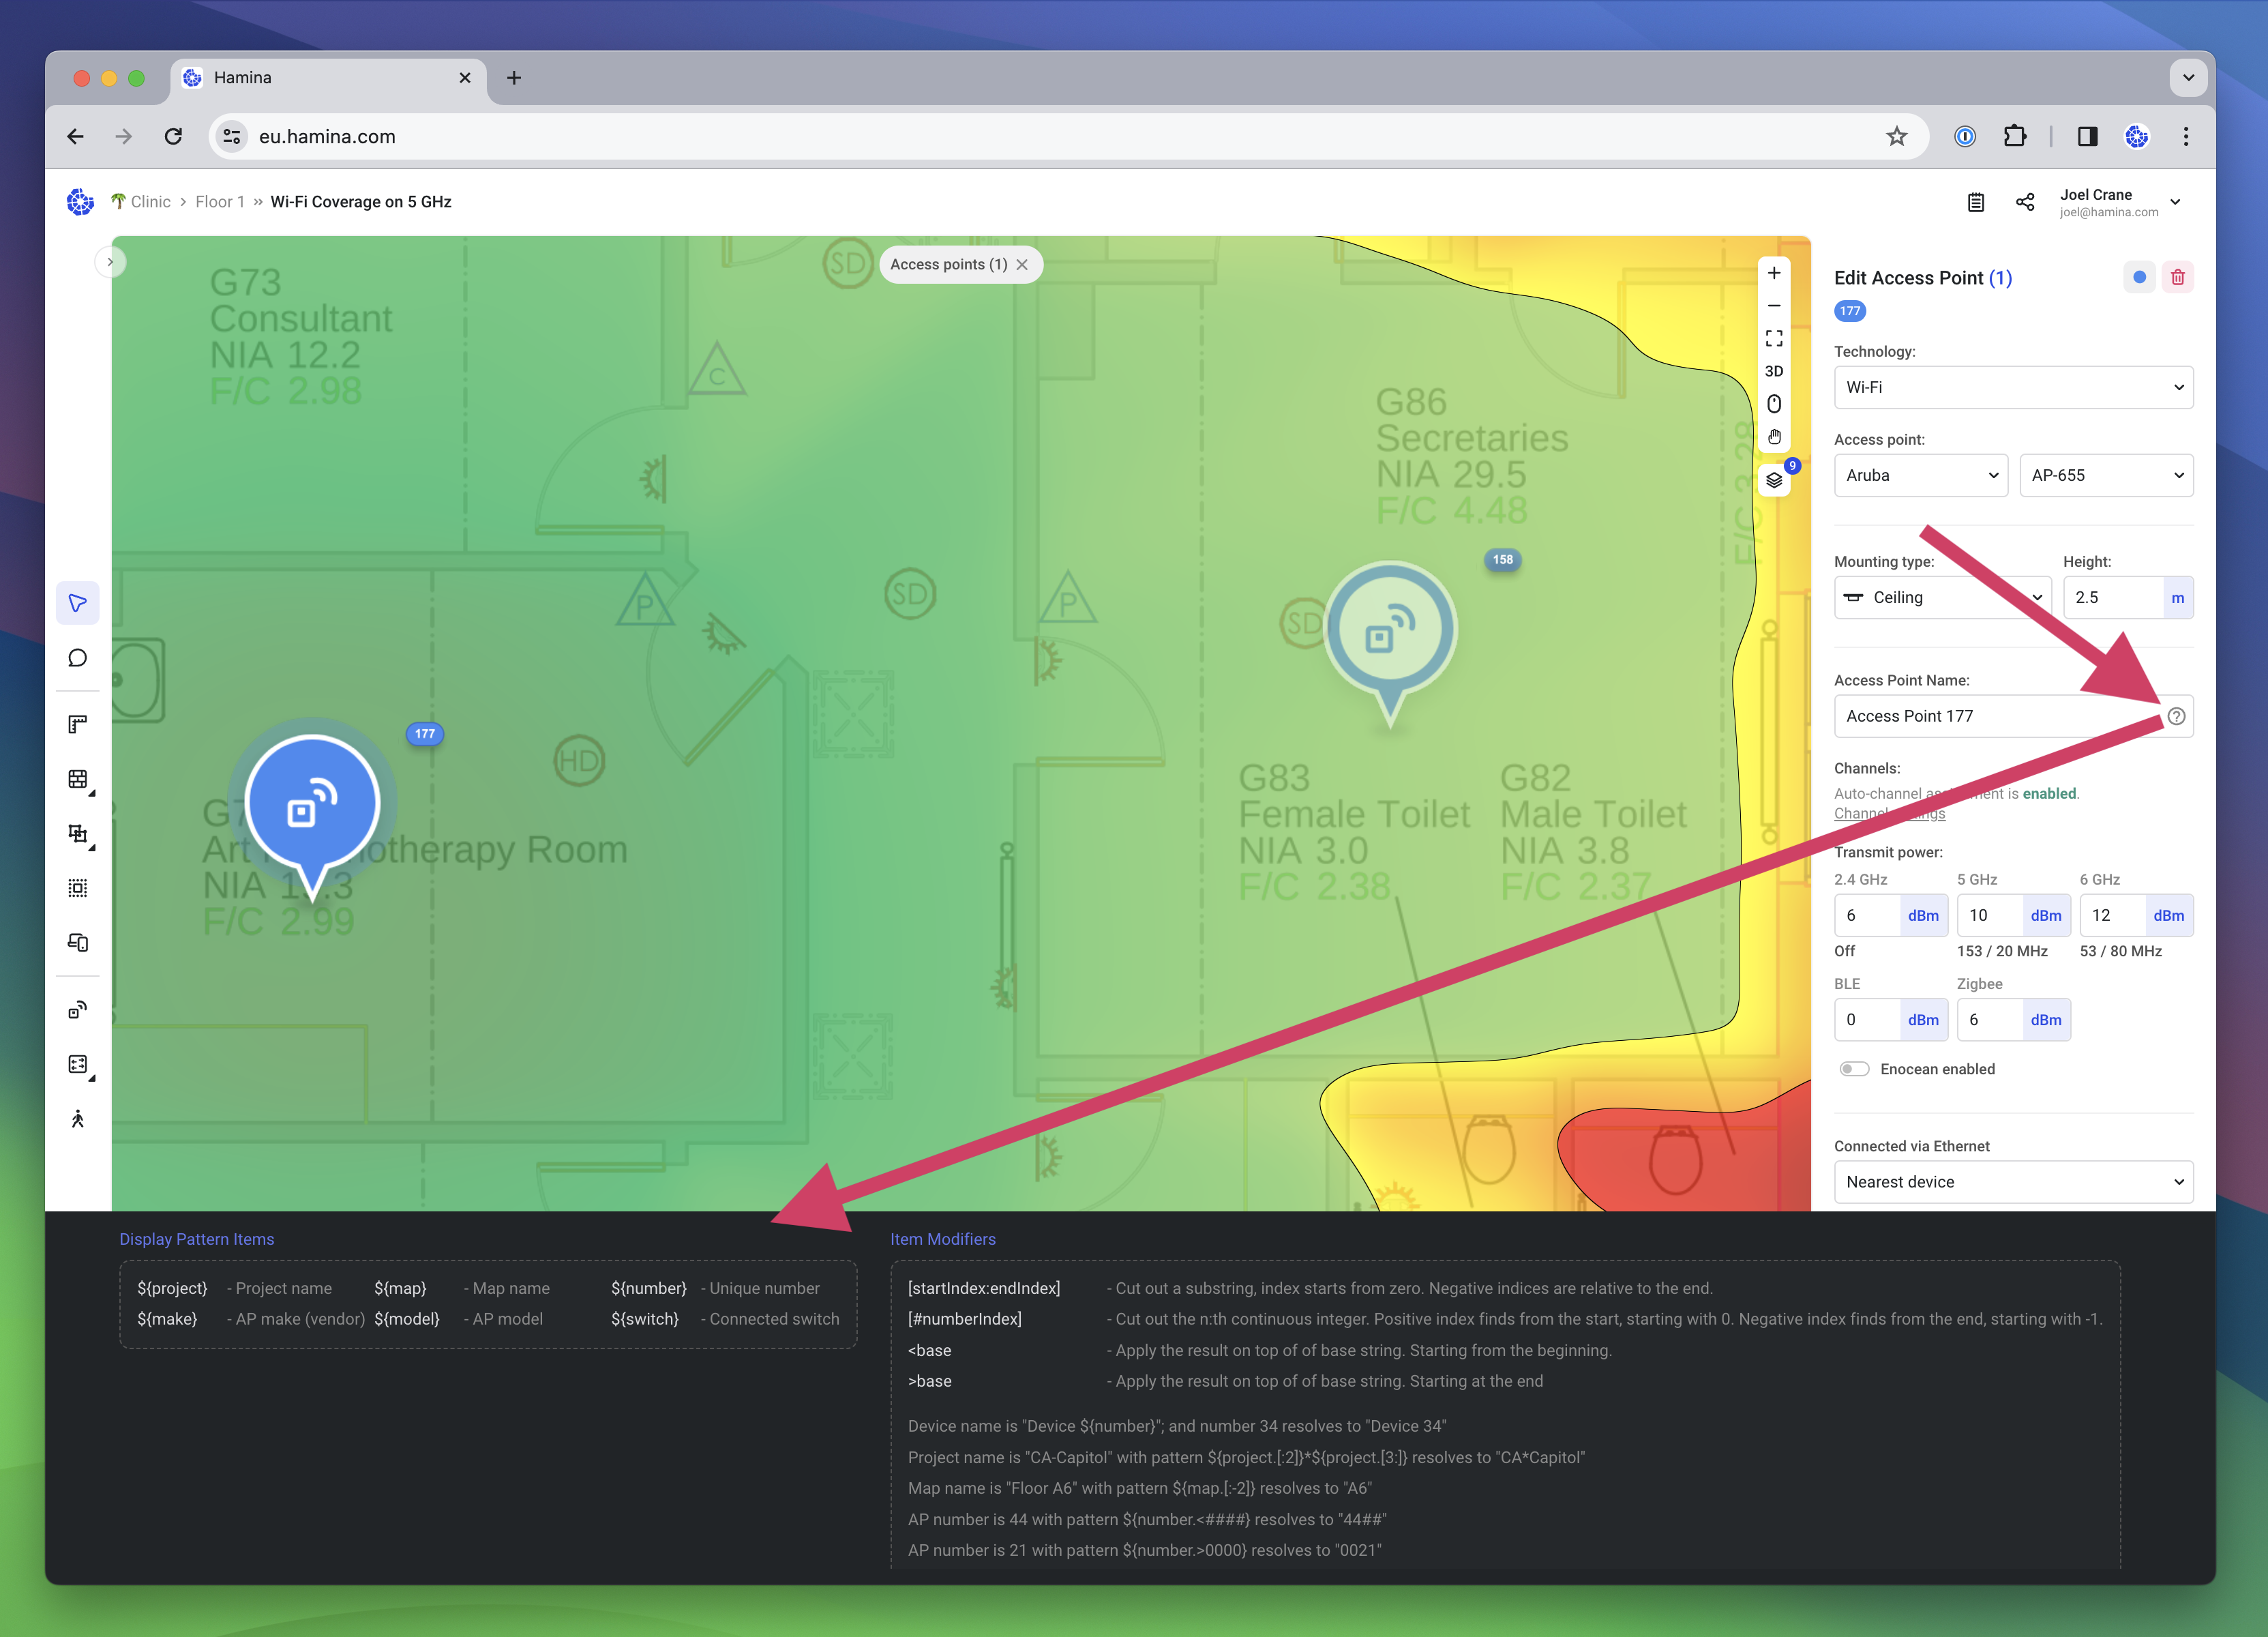 Hamina
eu.hamina.com
Clinic > Floor 1 » Wi-Fi Coverage on 5 GHz
Joel Crane
joel@hamina.com
Access points (1)
G73
Consultant
NIA 12.2
F/C 2.98
SD
C
P
SD
P
HD
177
Art
otherapy Room
NIA
F/C 2.99
G86
Secretaries
NIA 29.5
F/C 4.48
F/C 3.28
158
SD
G83
Female Toilet
NIA 3.0
F/C 2.38
G82
Male Toilet
NIA 3.8
F/C 2.37
3D
9
Edit Access Point (1)
177
Technology:
Wi-Fi
Access point:
Aruba
AP-655
Mounting type:
Height:
Ceiling
2.5
m
Access Point Name:
Access Point 177
Channels:
Auto-channel as ment is enabled.
Channel ings
Transmit power:
2.4 GHz
5 GHz
6 GHz
6 dBm
10 dBm
12 dBm
Off
153 / 20 MHz
53 / 80 MHz
BLE
Zigbee
0 dBm
6 dBm
Enocean enabled
Connected via Ethernet
Nearest device
Display Pattern Items
${project} - Project name ${map} - Map name ${number} - Unique number
${make} - AP make (vendor) ${model} - AP model ${switch} - Connected switch
Item Modifiers
[startIndex:endIndex] - Cut out a substring, index starts from zero. Negative indices are relative to the end.
[#numberIndex] - Cut out the n:th continuous integer. Positive index finds from the start, starting with 0. Negative index finds from the end, starting with -1.
<base - Apply the result on top of of base string. Starting from the beginning.
>base - Apply the result on top of of base string. Starting at the end
Device name is "Device ${number}"; and number 34 resolves to "Device 34"
Project name is "CA-Capitol" with pattern ${project.[:2]}*${project.[3:]} resolves to "CA*Capitol"
Map name is "Floor A6" with pattern ${map.[:-2]} resolves to "A6"
AP number is 44 with pattern ${number.<####} resolves to "44##"
AP number is 21 with pattern ${number.>0000} resolves to "0021"